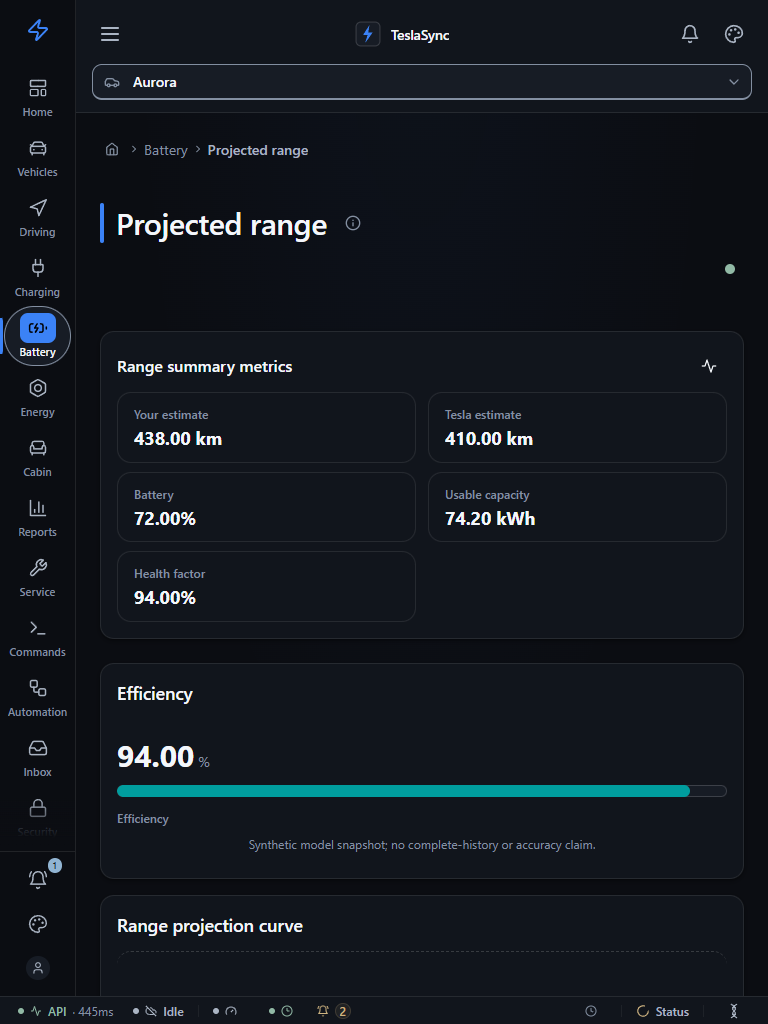 TeslaSync
Aurora
Home
Vehicles
Driving
Charging
Battery
Energy
Cabin
Reports
Service
Commands
Automation
Inbox
Security
1
Battery > Projected range
Projected range
Range summary metrics
Your estimate
438.00 km
Tesla estimate
410.00 km
Battery
72.00%
Usable capacity
74.20 kWh
Health factor
94.00%
Efficiency
94.00 %
Efficiency
Synthetic model snapshot; no complete-history or accuracy claim.
Range projection curve
API · 445ms
Idle
2
Status